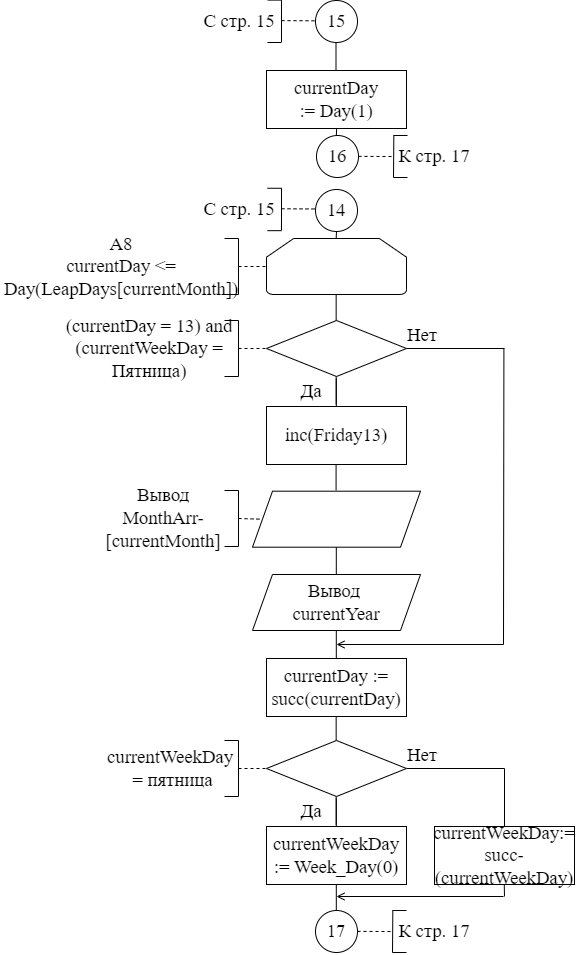 С стр. 15
15
currentDay
:= Day(1)
16
К стр. 17
С стр. 15
14
A8
currentDay <=
Day(LeapDays[currentMonth])
(currentDay = 13) and
(currentWeekDay =
Пятница)
Нет
Да
inc(Friday13)
Вывод
MonthArr-
[currentMonth]
Вывод
currentYear
currentDay :=
succ(currentDay)
currentWeekDay
= пятница
Нет
Да
currentWeekDay
:= Week_Day(0)
currentWeekDay:=
succ-
(currentWeekDay)
17
К стр. 17